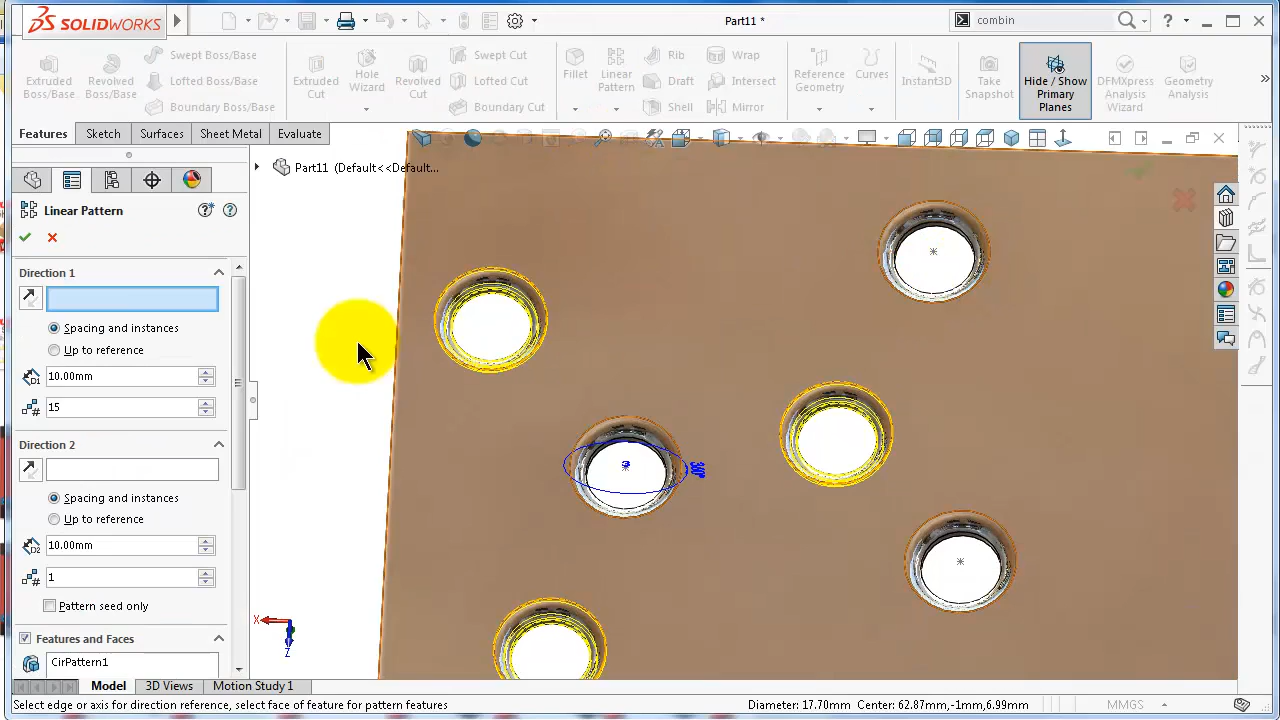 SOLIDWORKS
Part11 *
combin
Extruded Boss/Base
Revolved Boss/Base
Swept Boss/Base
Lofted Boss/Base
Boundary Boss/Base
Extruded Cut
Hole Wizard
Revolved Cut
Swept Cut
Lofted Cut
Boundary Cut
Fillet
Linear Pattern
Rib
Draft
Shell
Wrap
Intersect
Mirror
Reference Geometry
Curves
Instant3D
Take Snapshot
Hide / Show Primary Planes
DFMXpress Analysis Wizard
Geometry Analysis
Features
Sketch
Surfaces
Sheet Metal
Evaluate
Part11 (Default<<Default...
Linear Pattern
Direction 1
Spacing and instances
Up to reference
D1
10.00mm
15
Direction 2
Spacing and instances
Up to reference
D2
10.00mm
1
Pattern seed only
Features and Faces
CirPattern1
X
Z
Model
3D Views
Motion Study 1
Select edge or axis for direction reference, select face of feature for pattern features
Diameter: 17.70mm Center: 62.87mm,-1mm,6.99mm
MMGS